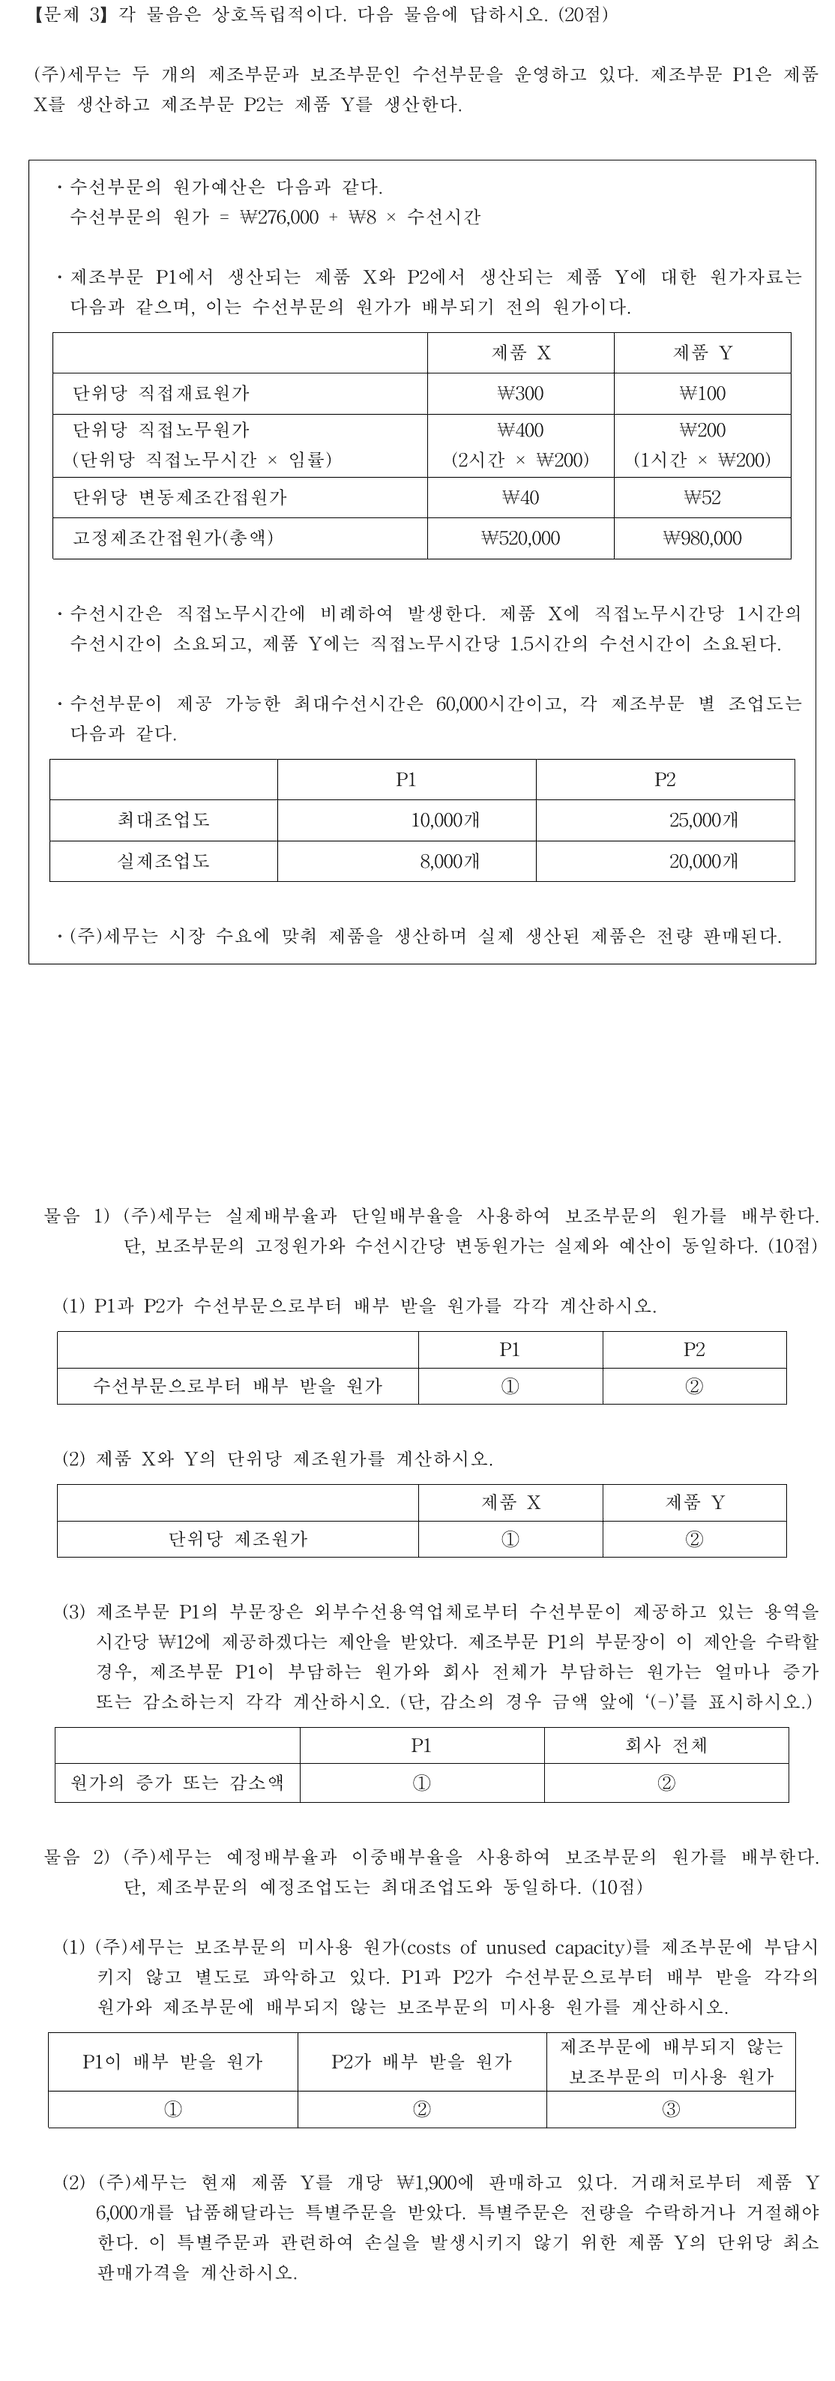 【문제 3】 각 물음은 상호독립적이다. 다음 물음에 답하시오. (20점)
(주)세무는 두 개의 제조부문과 보조부문인 수선부문을 운영하고 있다. 제조부문 P1은 제품
X를 생산하고 제조부문 P2는 제품 Y를 생산한다.
· 수선부문의 원가예산은 다음과 같다.
수선부문의 원가 = ₩276,000 + ₩8 × 수선시간
· 제조부문 P1에서 생산되는 제품 X와 P2에서 생산되는 제품 Y에 대한 원가자료는
다음과 같으며, 이는 수선부문의 원가가 배부되기 전의 원가이다.
제품 X 제품 Y
단위당 직접재료원가 ₩300 ₩100
단위당 직접노무원가 ₩400 ₩200
(단위당 직접노무시간 × 임률) (2시간 × ₩200) (1시간 × ₩200)
단위당 변동제조간접원가 ₩40 ₩52
고정제조간접원가(총액) ₩520,000 ₩980,000
· 수선시간은 직접노무시간에 비례하여 발생한다. 제품 X에 직접노무시간당 1시간의
수선시간이 소요되고, 제품 Y에는 직접노무시간당 1.5시간의 수선시간이 소요된다.
· 수선부문이 제공 가능한 최대수선시간은 60,000시간이고, 각 제조부문 별 조업도는
다음과 같다.
P1 P2
최대조업도 10,000개 25,000개
실제조업도 8,000개 20,000개
· (주)세무는 시장 수요에 맞춰 제품을 생산하며 실제 생산된 제품은 전량 판매된다.
물음 1) (주)세무는 실제배부율과 단일배부율을 사용하여 보조부문의 원가를 배부한다.
단, 보조부문의 고정원가와 수선시간당 변동원가는 실제와 예산이 동일하다. (10점)
(1) P1과 P2가 수선부문으로부터 배부 받을 원가를 각각 계산하시오.
P1 P2
수선부문으로부터 배부 받을 원가 ① ②
(2) 제품 X와 Y의 단위당 제조원가를 계산하시오.
제품 X 제품 Y
단위당 제조원가 ① ②
(3) 제조부문 P1의 부문장은 외부수선용역업체로부터 수선부문이 제공하고 있는 용역을
시간당 ₩12에 제공하겠다는 제안을 받았다. 제조부문 P1의 부문장이 이 제안을 수락할
경우, 제조부문 P1이 부담하는 원가와 회사 전체가 부담하는 원가는 얼마나 증가
또는 감소하는지 각각 계산하시오. (단, 감소의 경우 금액 앞에 ‘(-)’를 표시하시오.)
P1 회사 전체
원가의 증가 또는 감소액 ① ②
물음 2) (주)세무는 예정배부율과 이중배부율을 사용하여 보조부문의 원가를 배부한다.
단, 제조부문의 예정조업도는 최대조업도와 동일하다. (10점)
(1) (주)세무는 보조부문의 미사용 원가(costs of unused capacity)를 제조부문에 부담시
키지 않고 별도로 파악하고 있다. P1과 P2가 수선부문으로부터 배부 받을 각각의
원가와 제조부문에 배부되지 않는 보조부문의 미사용 원가를 계산하시오.
P1이 배부 받을 원가 P2가 배부 받을 원가 제조부문에 배부되지 않는
보조부문의 미사용 원가
① ② ③
(2) (주)세무는 현재 제품 Y를 개당 ₩1,900에 판매하고 있다. 거래처로부터 제품 Y
6,000개를 납품해달라는 특별주문을 받았다. 특별주문은 전량을 수락하거나 거절해야
한다. 이 특별주문과 관련하여 손실을 발생시키지 않기 위한 제품 Y의 단위당 최소
판매가격을 계산하시오.